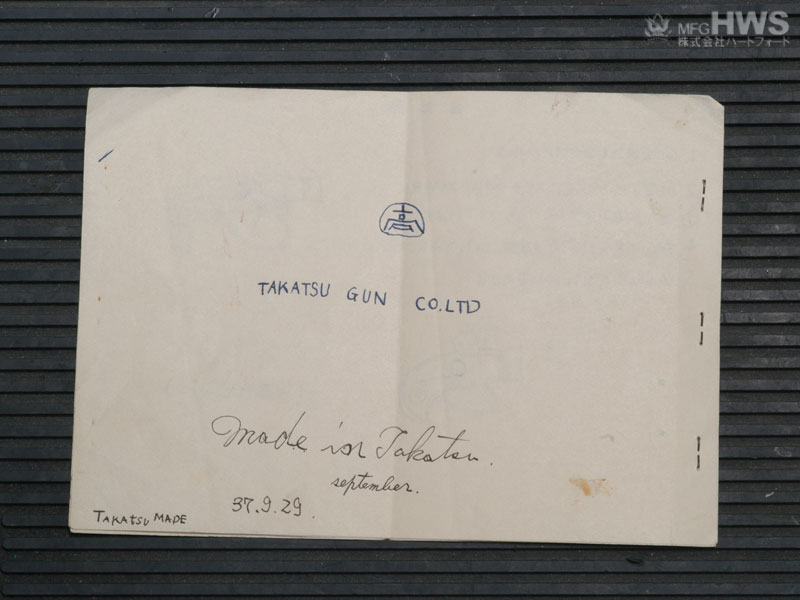 MFG HWS
株式会社ハートフォード
高
TAKATSU GUN CO.LTD
made in Takatsu.
september.
37.9.29.
TAKATSU MADE